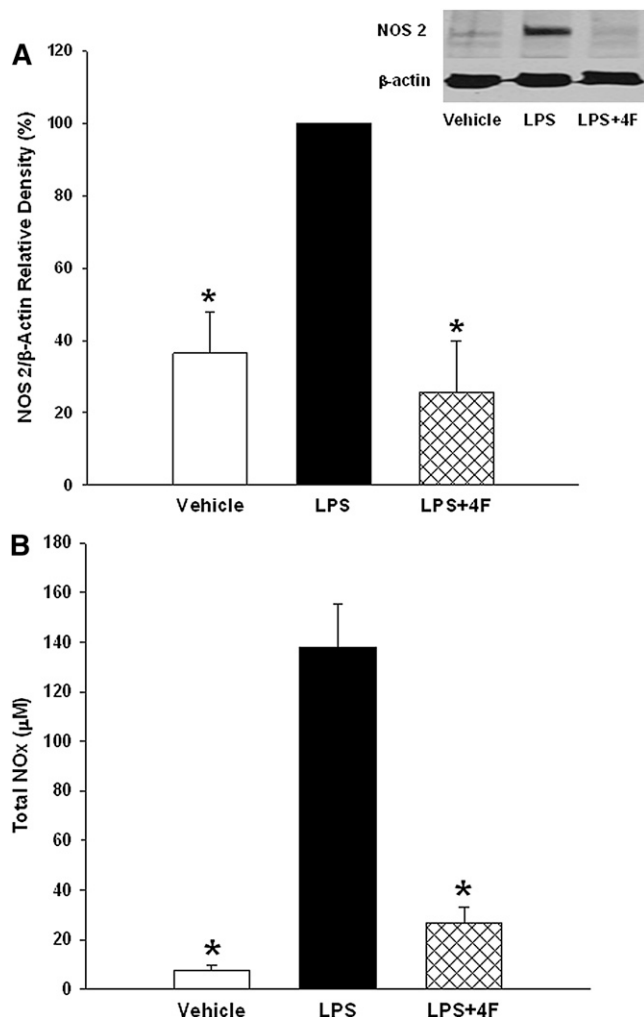 NOS 2
β-actin
Vehicle LPS LPS+4F
A
NOS 2/β-Actin Relative Density (%)
120
100
80
60
40
20
0
*
*
Vehicle LPS LPS+4F
B
Total NOx (µM)
180
160
140
120
100
80
60
40
20
0
*
*
Vehicle LPS LPS+4F